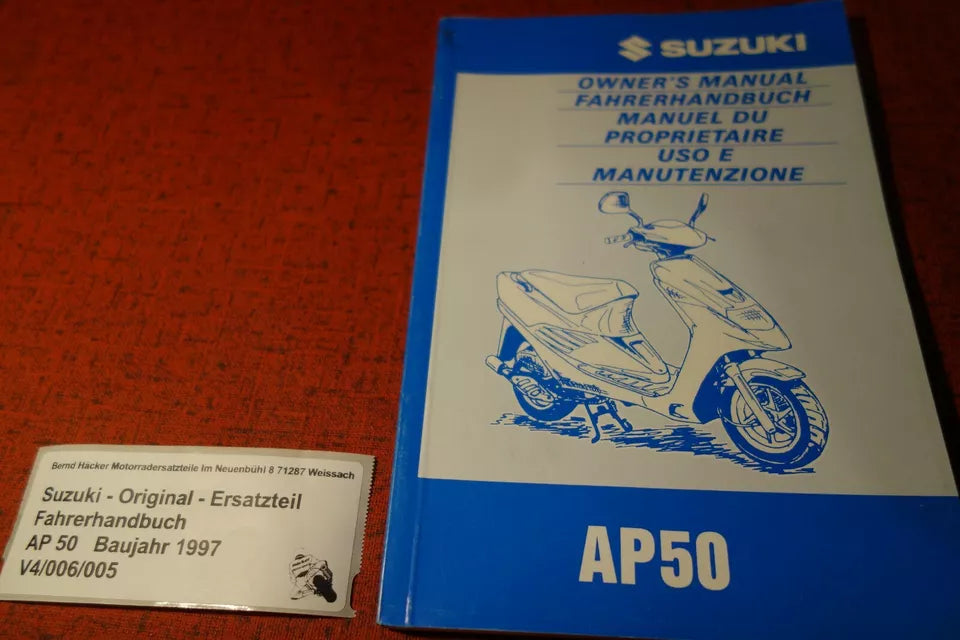 SUZUKI
OWNER'S MANUAL
FAHRERHANDBUCH
MANUEL DU
PROPRIETAIRE
USO E
MANUTENZIONE
AP50
Bernd Häcker Motorradersatzteile Im Neuenbühl 8 71287 Weissach
Suzuki - Original - Ersatzteil
Fahrerhandbuch
AP 50 Baujahr 1997
V4/006/005